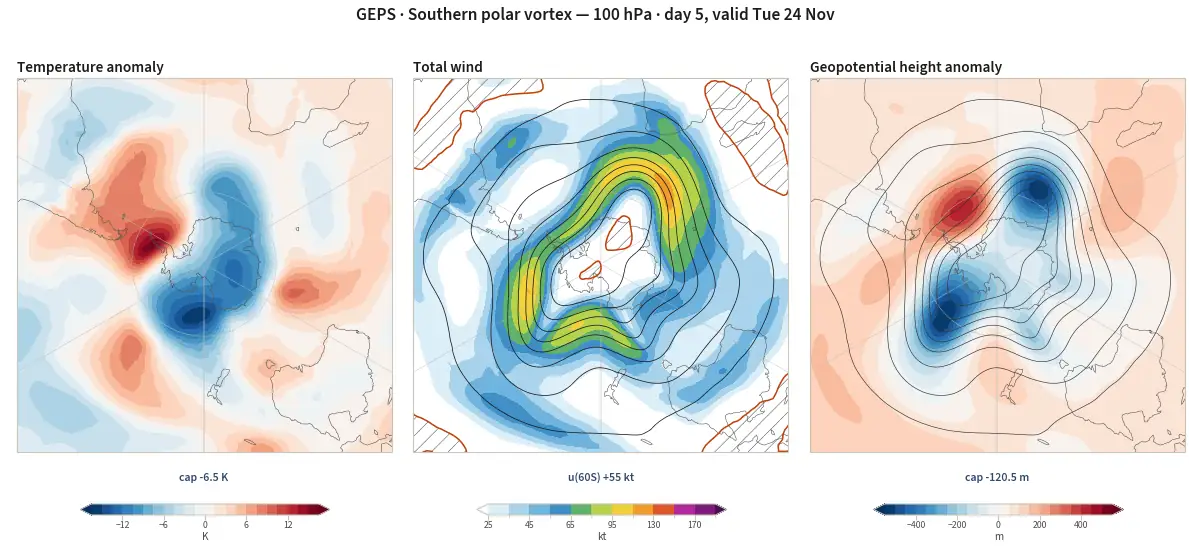 GEPS · Southern polar vortex — 100 hPa · day 5, valid Tue 24 Nov
Temperature anomaly
Total wind
Geopotential height anomaly
cap -6.5 K
u(60S) +55 kt
cap -120.5 m
−12 −6 0 6 12
K
25 45 65 95 130 170
kt
−400 −200 0 200 400
m